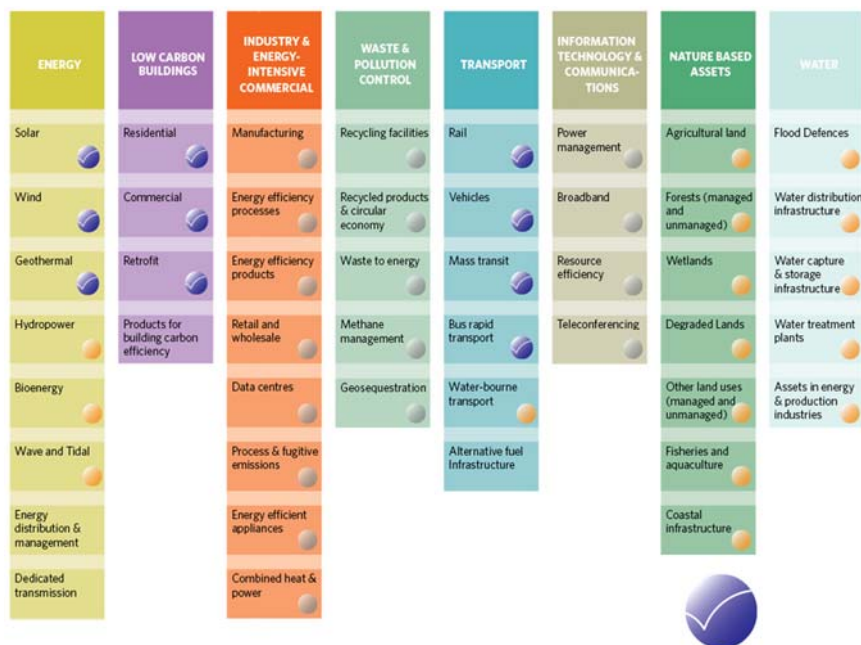 ENERGY
LOW CARBON
BUILDINGS
INDUSTRY &
ENERGY-
INTENSIVE
COMMERCIAL
WASTE &
POLLUTION
CONTROL
TRANSPORT
INFORMATION
TECHNOLOGY &
COMMUNICA-
TIONS
NATURE BASED
ASSETS
WATER
Solar
Wind
Geothermal
Hydropower
Bioenergy
Wave and Tidal
Energy
distribution &
management
Dedicated
transmission
Residential
Commercial
Retrofit
Products for
building carbon
efficiency
Manufacturing
Energy efficiency
processes
Energy efficiency
products
Retail and
wholesale
Data centres
Process & fugitive
emissions
Energy efficient
appliances
Combined heat &
power
Recycling facilities
Recycled products
& circular
economy
Waste to energy
Methane
management
Geosequestration
Rail
Vehicles
Mass transit
Bus rapid
transport
Water-bourne
transport
Alternative fuel
Infrastructure
Power
management
Broadband
Resource
efficiency
Teleconferencing
Agricultural land
Forests (managed
and
unmanaged)
Wetlands
Degraded Lands
Other land uses
(managed and
unmanaged)
Fisheries and
aquaculture
Coastal
infrastructure
Flood Defences
Water distribution
infrastructure
Water capture
& storage
infrastructure
Water treatment
plants
Assets in energy
& production
industries